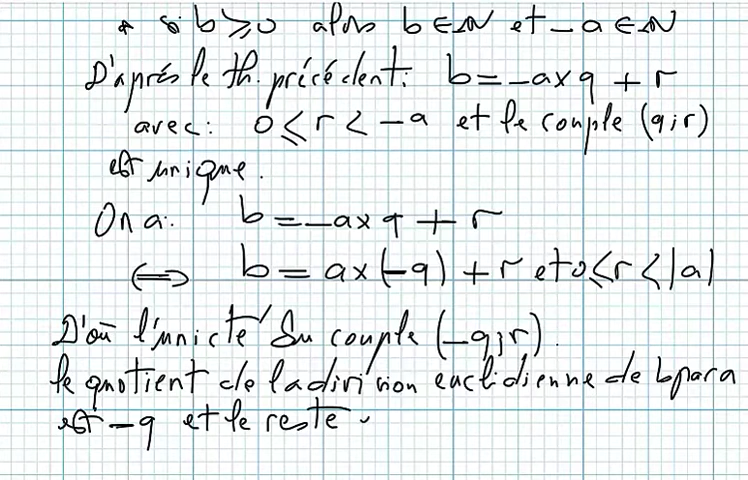 * si b ⩾ 0 alors b ∈ ℕ et -a ∈ ℕ
D'après le th. précédent: b = -a × q + r
avec: 0 ⩽ r < -a et le couple (q;r)
est unique.
On a: b = -a × q + r
⟺ b = a × (-q) + r et 0 ⩽ r < |a|
D'où l'unicté du couple (-q;r).
le quotient de la division euclidienne de b par a
est -q et le reste r